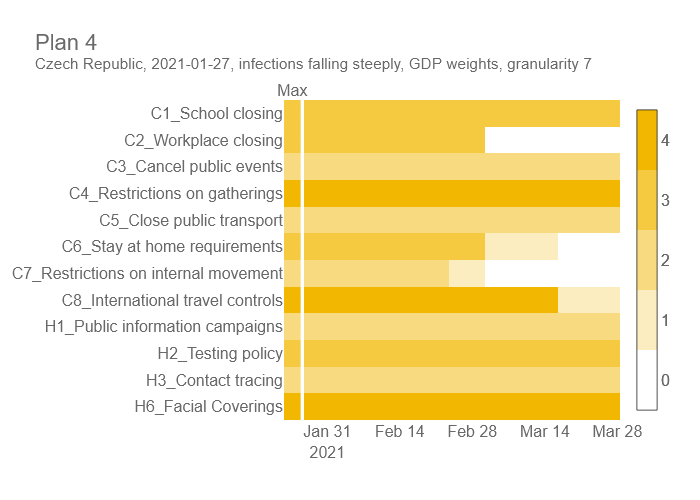 Plan 4
Czech Republic, 2021-01-27, infections falling steeply, GDP weights, granularity 7
Max
C1_School closing
C2_Workplace closing
C3_Cancel public events
C4_Restrictions on gatherings
C5_Close public transport
C6_Stay at home requirements
C7_Restrictions on internal movement
C8_International travel controls
H1_Public information campaigns
H2_Testing policy
H3_Contact tracing
H6_Facial Coverings
4
3
2
1
0
Jan 31 Feb 14 Feb 28 Mar 14 Mar 28
2021